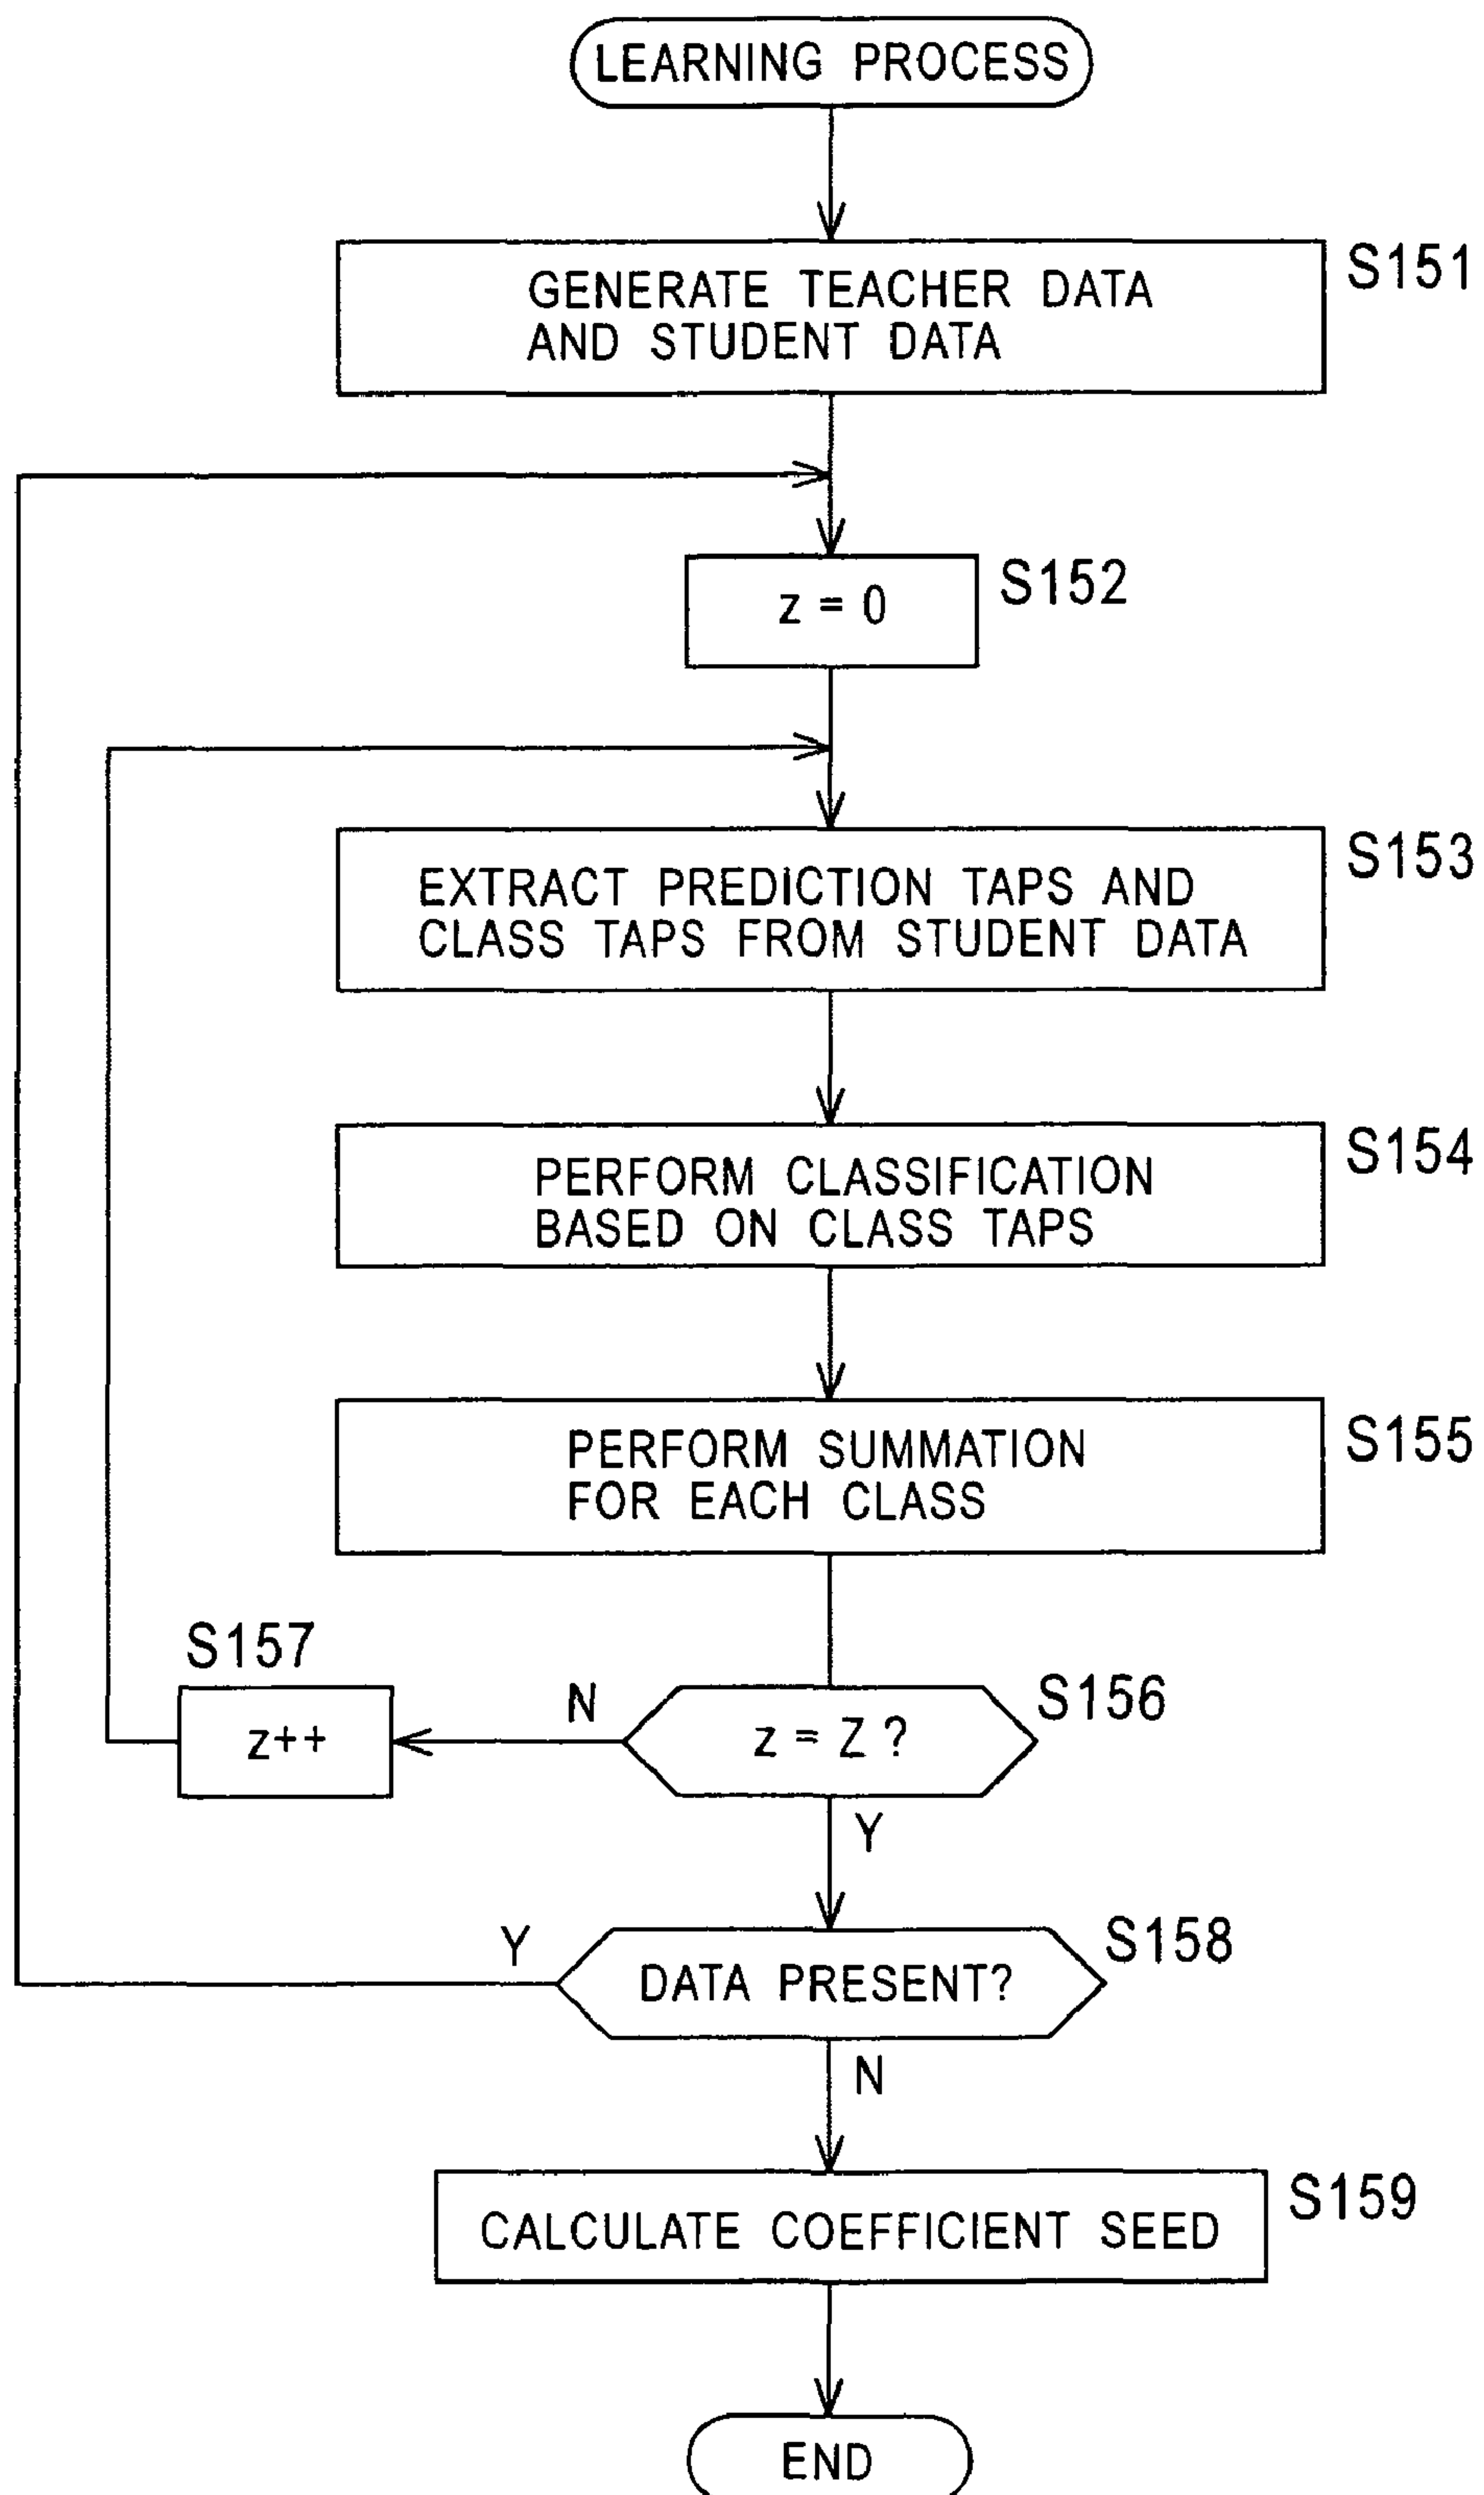 LEARNING PROCESS
GENERATE TEACHER DATA
AND STUDENT DATA
S151
z = 0
S152
EXTRACT PREDICTION TAPS AND
CLASS TAPS FROM STUDENT DATA
S153
PERFORM CLASSIFICATION
BASED ON CLASS TAPS
S154
PERFORM SUMMATION
FOR EACH CLASS
S155
S157
z++
N
z = Z ?
S156
Y
Y
DATA PRESENT?
S158
N
CALCULATE COEFFICIENT SEED
S159
END